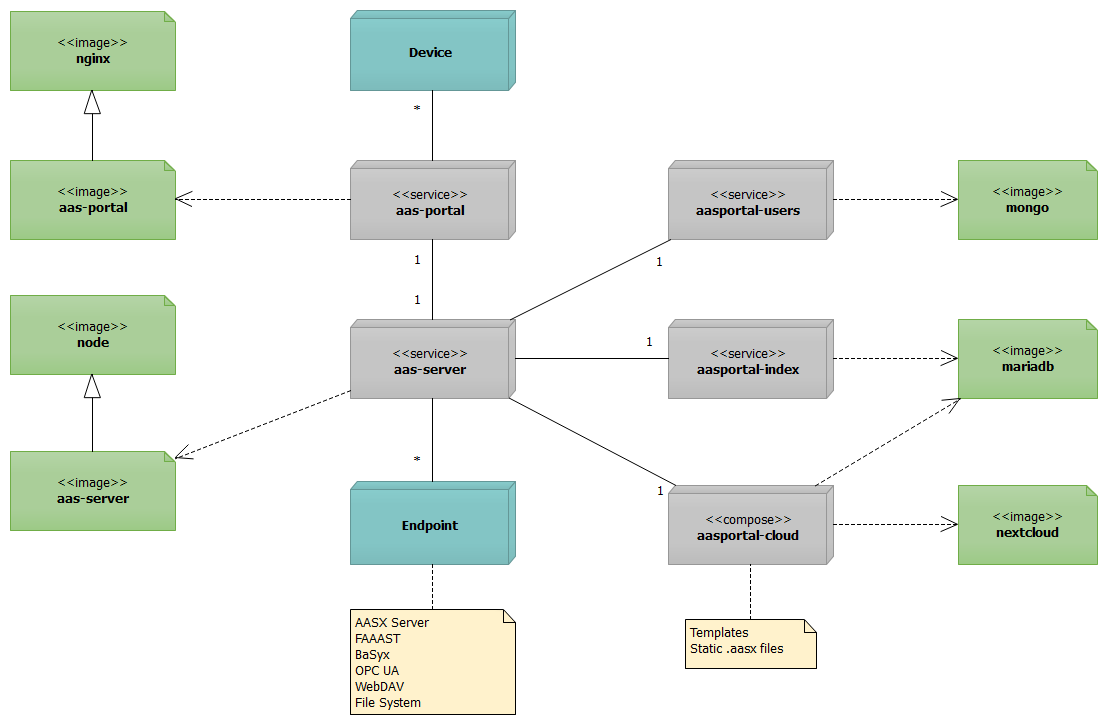 <<image>>
nginx
Device
*
<<image>>
aas-portal
<<service>>
aas-portal
<<service>>
aasportal-users
<<image>>
mongo
1
1
1
<<image>>
node
<<service>>
aas-server
1
<<service>>
aasportal-index
<<image>>
mariadb
*
<<image>>
aas-server
1
Endpoint
<<compose>>
aasportal-cloud
<<image>>
nextcloud
AASX Server
FAAAST
BaSyx
OPC UA
WebDAV
File System
Templates
Static .aasx files